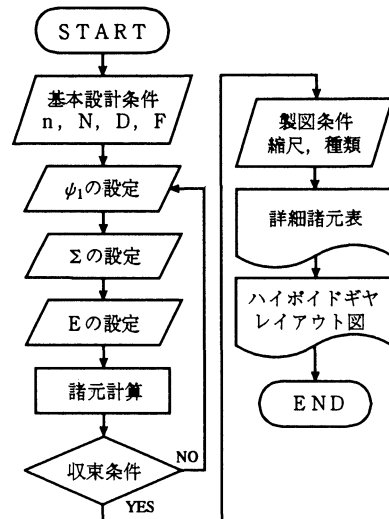 START
基本設計条件
n, N, D, F
ψ₁の設定
Σの設定
Eの設定
諸元計算
収束条件
NO
YES
製図条件
縮尺, 種類
詳細諸元表
ハイポイドギヤ
レイアウト図
END